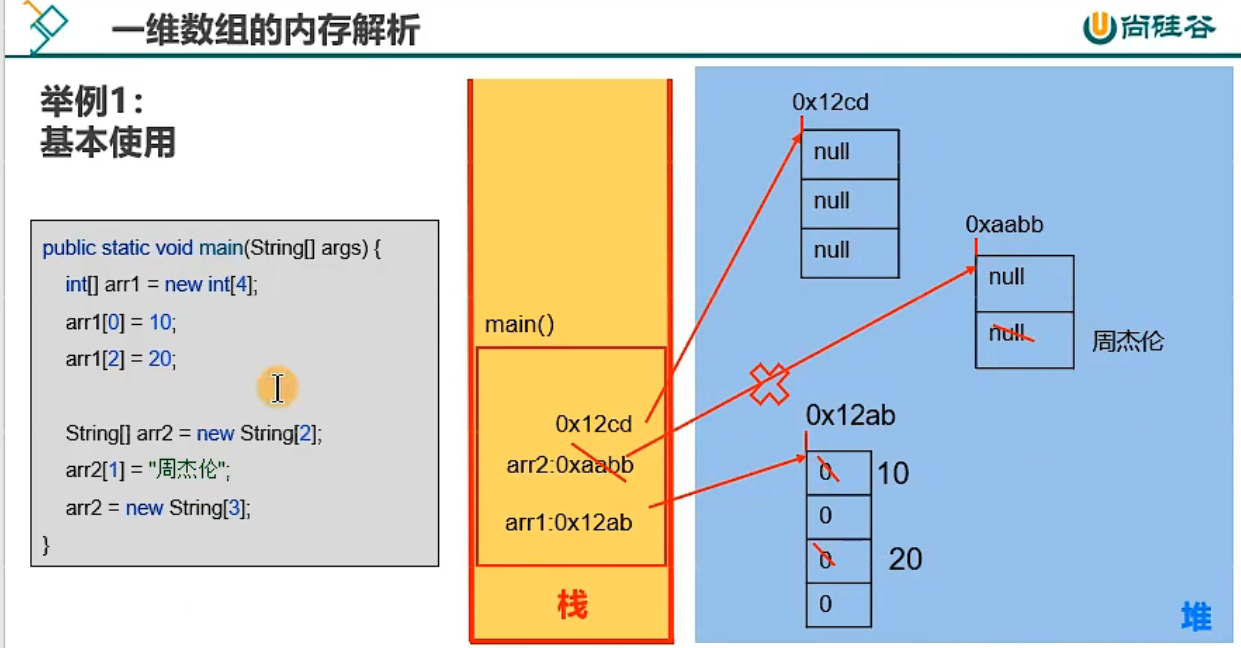 一维数组的内存解析
尚硅谷
举例1：
基本使用
public static void main(String[] args) {
int[] arr1 = new int[4];
arr1[0] = 10;
arr1[2] = 20;
String[] arr2 = new String[2];
arr2[1] = "周杰伦";
arr2 = new String[3];
}
main()
0x12cd
arr2:0xaabb
arr1:0x12ab
栈
0x12cd
null
null
null
0xaabb
null
null
周杰伦
0x12ab
0
10
0
0
20
0
堆